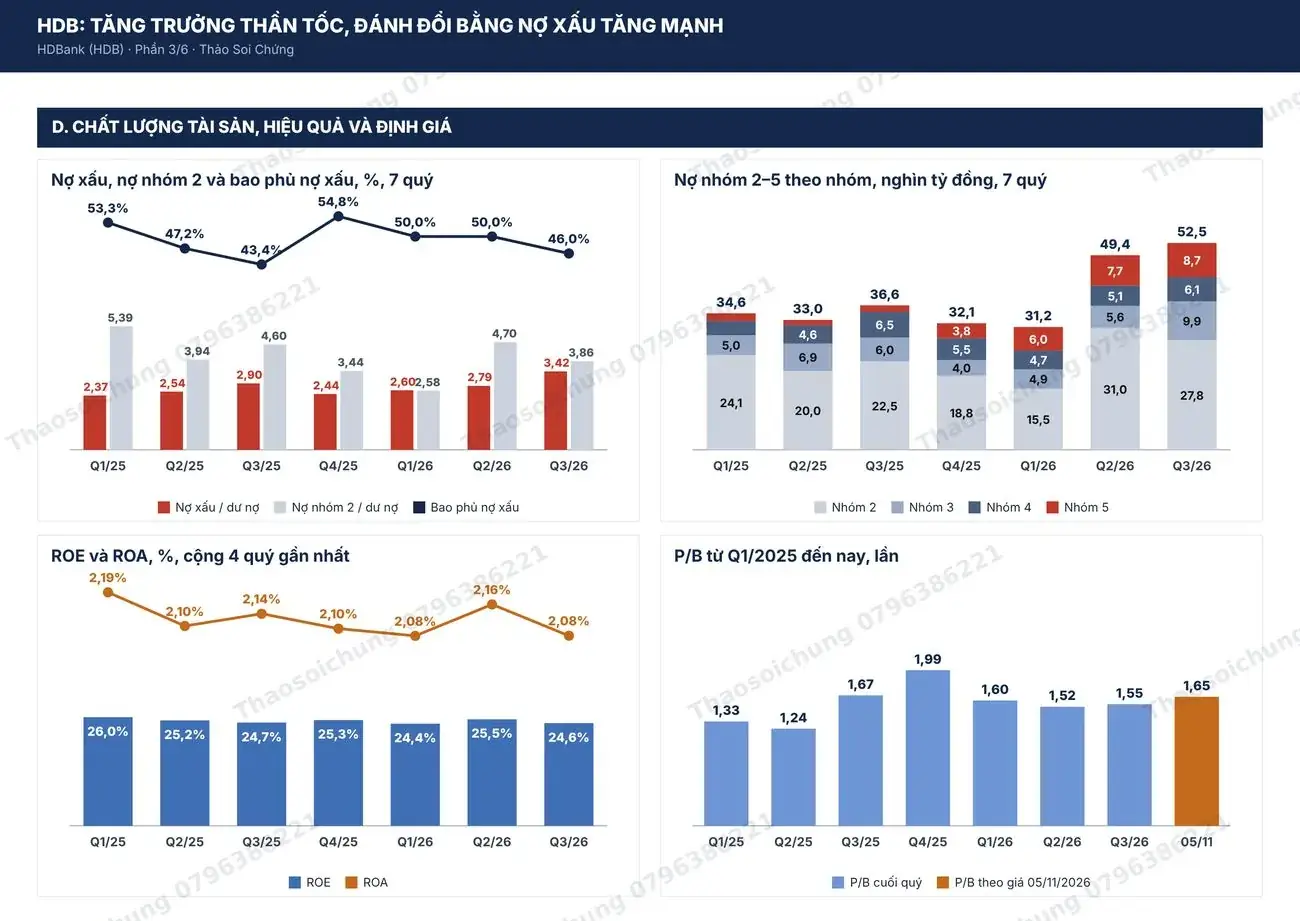 HDB: TĂNG TRƯỞNG THẦN TỐC, ĐÁNH ĐỔI BẰNG NỢ XẤU TĂNG MẠNH
HDBank (HDB) · Phần 3/6 · Thảo Soi Chứng
D. CHẤT LƯỢNG TÀI SẢN, HIỆU QUẢ VÀ ĐỊNH GIÁ
Nợ xấu, nợ nhóm 2 và bao phủ nợ xấu, %, 7 quý
53,3% 47,2% 43,4% 54,8% 50,0% 50,0% 46,0%
2,37 5,39 2,54 3,94 2,90 4,60 2,44 3,44 2,60 2,58 2,79 4,70 3,42 3,86
Q1/25 Q2/25 Q3/25 Q4/25 Q1/26 Q2/26 Q3/26
Nợ xấu / dư nợ Nợ nhóm 2 / dư nợ Bao phủ nợ xấu
Nợ nhóm 2–5 theo nhóm, nghìn tỷ đồng, 7 quý
34,6 33,0 36,6 32,1 31,2 49,4 52,5
3,8 6,0 7,7 8,7
4,6 6,5 5,5 4,7 5,1 6,1
5,0 6,9 6,0 4,0 4,9 5,6 9,9
24,1 20,0 22,5 18,8 15,5 31,0 27,8
Q1/25 Q2/25 Q3/25 Q4/25 Q1/26 Q2/26 Q3/26
Nhóm 2 Nhóm 3 Nhóm 4 Nhóm 5
ROE và ROA, %, cộng 4 quý gần nhất
2,19% 2,10% 2,14% 2,10% 2,08% 2,16% 2,08%
26,0% 25,2% 24,7% 25,3% 24,4% 25,5% 24,6%
Q1/25 Q2/25 Q3/25 Q4/25 Q1/26 Q2/26 Q3/26
ROE ROA
P/B từ Q1/2025 đến nay, lần
1,33 1,24 1,67 1,99 1,60 1,52 1,55 1,65
Q1/25 Q2/25 Q3/25 Q4/25 Q1/26 Q2/26 Q3/26 05/11
P/B cuối quý P/B theo giá 05/11/2026
Thaosoichung 0796386221